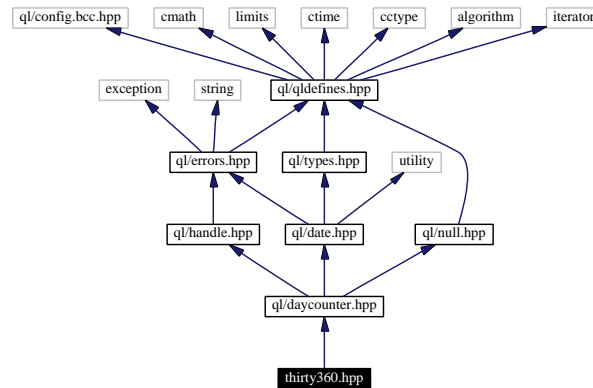 ql/config.bcc.hpp cmath limits ctime cctype algorithm iterator
exception string ql/qldefines.hpp
ql/errors.hpp ql/types.hpp utility
ql/handle.hpp ql/date.hpp ql/null.hpp
ql/daycounter.hpp
thirty360.hpp